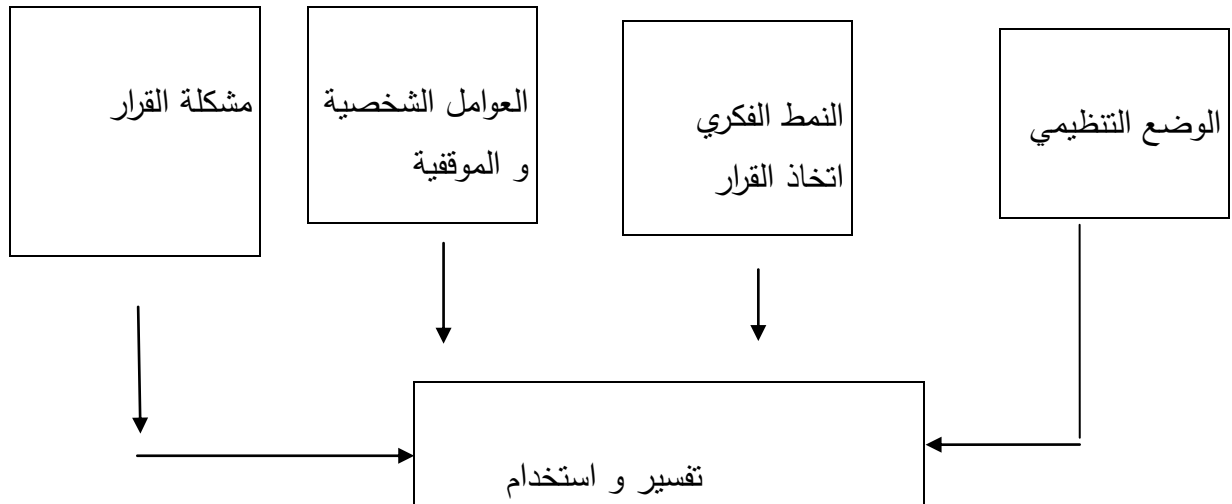 الوضع التنظيمي
النمط الفكري
اتخاذ القرار
العوامل الشخصية
و الموقفية
مشكلة القرار
تفسير و استخدام